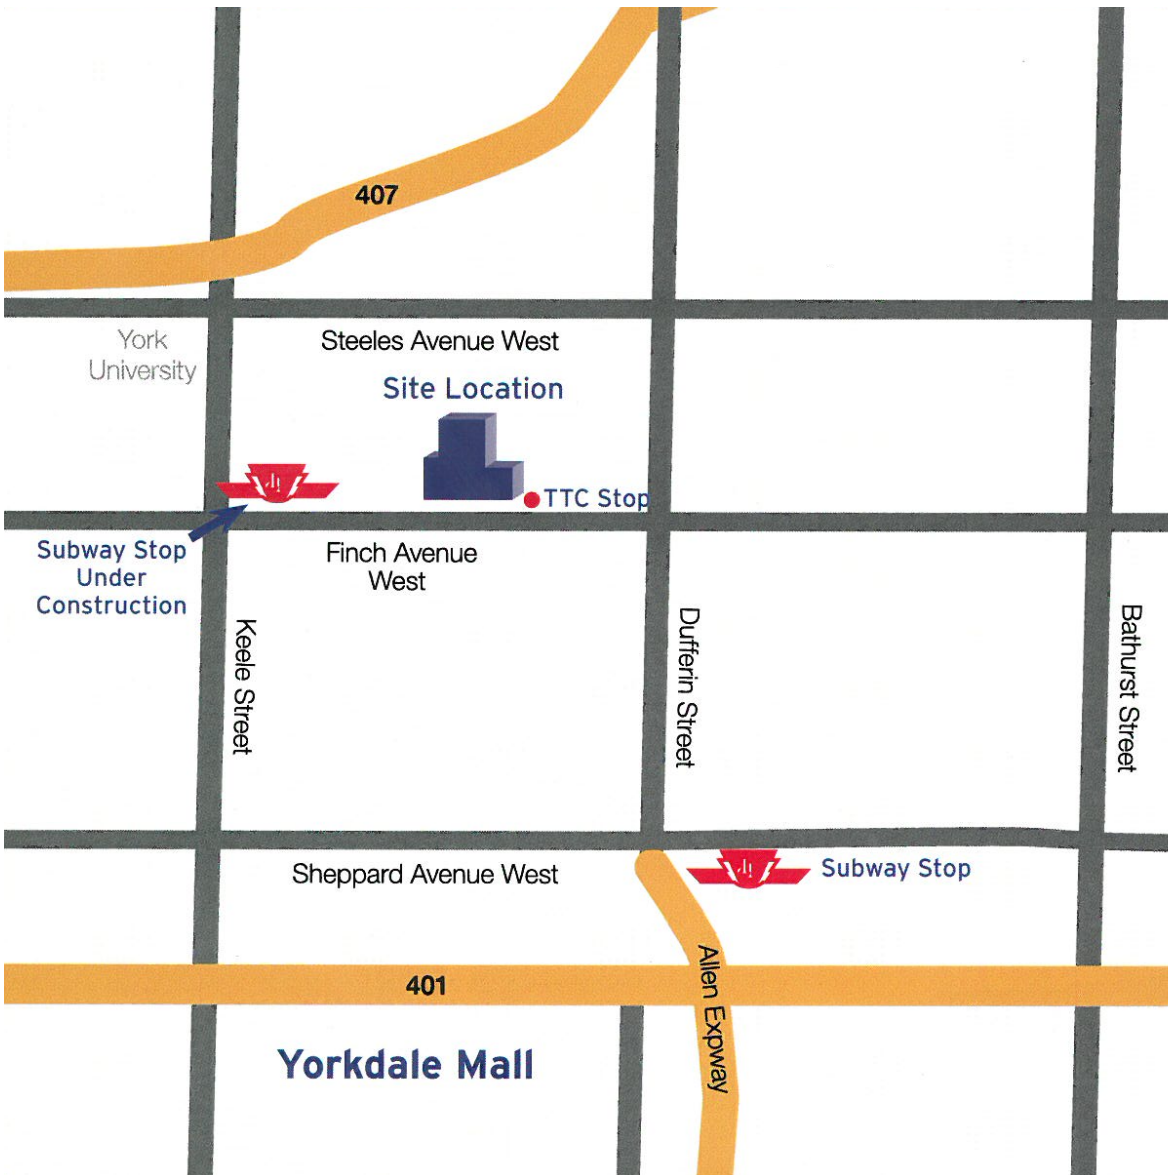 407
York
University
Steeles Avenue West
Site Location
TTC Stop
Subway Stop
Under
Construction
Finch Avenue
West
Keele Street
Dufferin Street
Bathurst Street
Sheppard Avenue West
Subway Stop
401
Allen Expway
Yorkdale Mall